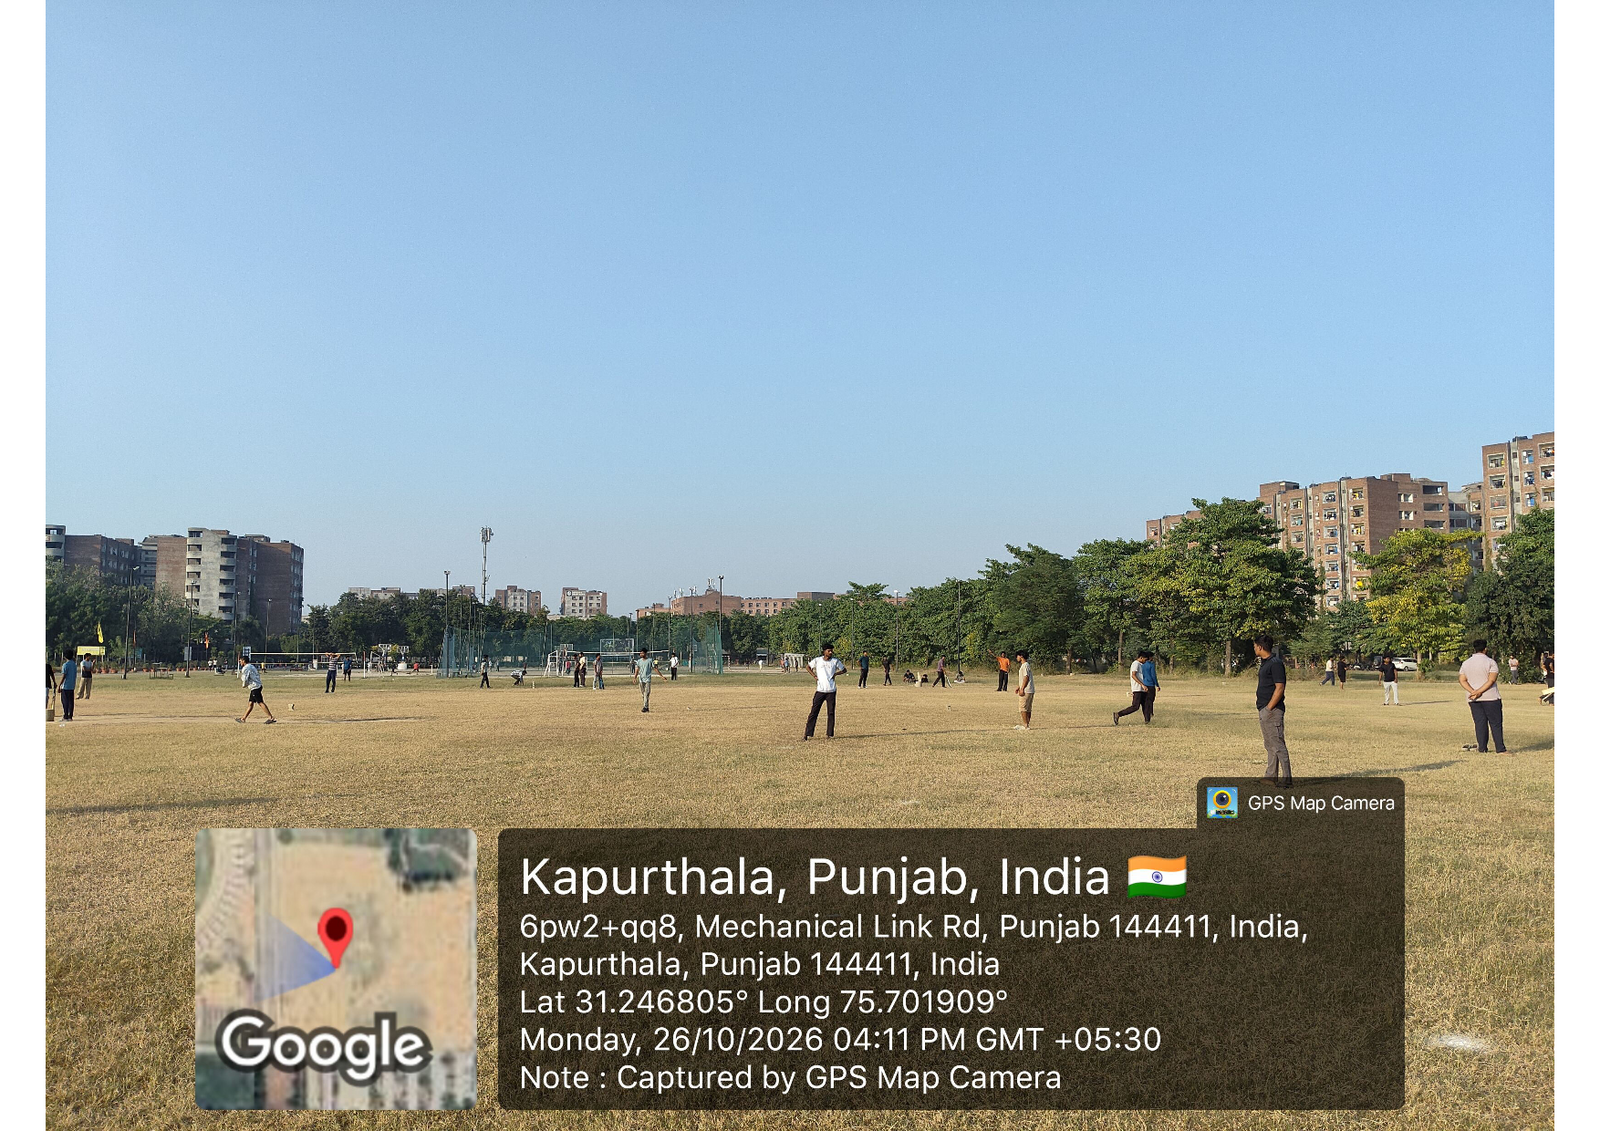 GPS Map Camera
Kapurthala, Punjab, India
6pw2+qq8, Mechanical Link Rd, Punjab 144411, India,
Kapurthala, Punjab 144411, India
Lat 31.246805° Long 75.701909°
Monday, 26/10/2026 04:11 PM GMT +05:30
Note : Captured by GPS Map Camera
Google